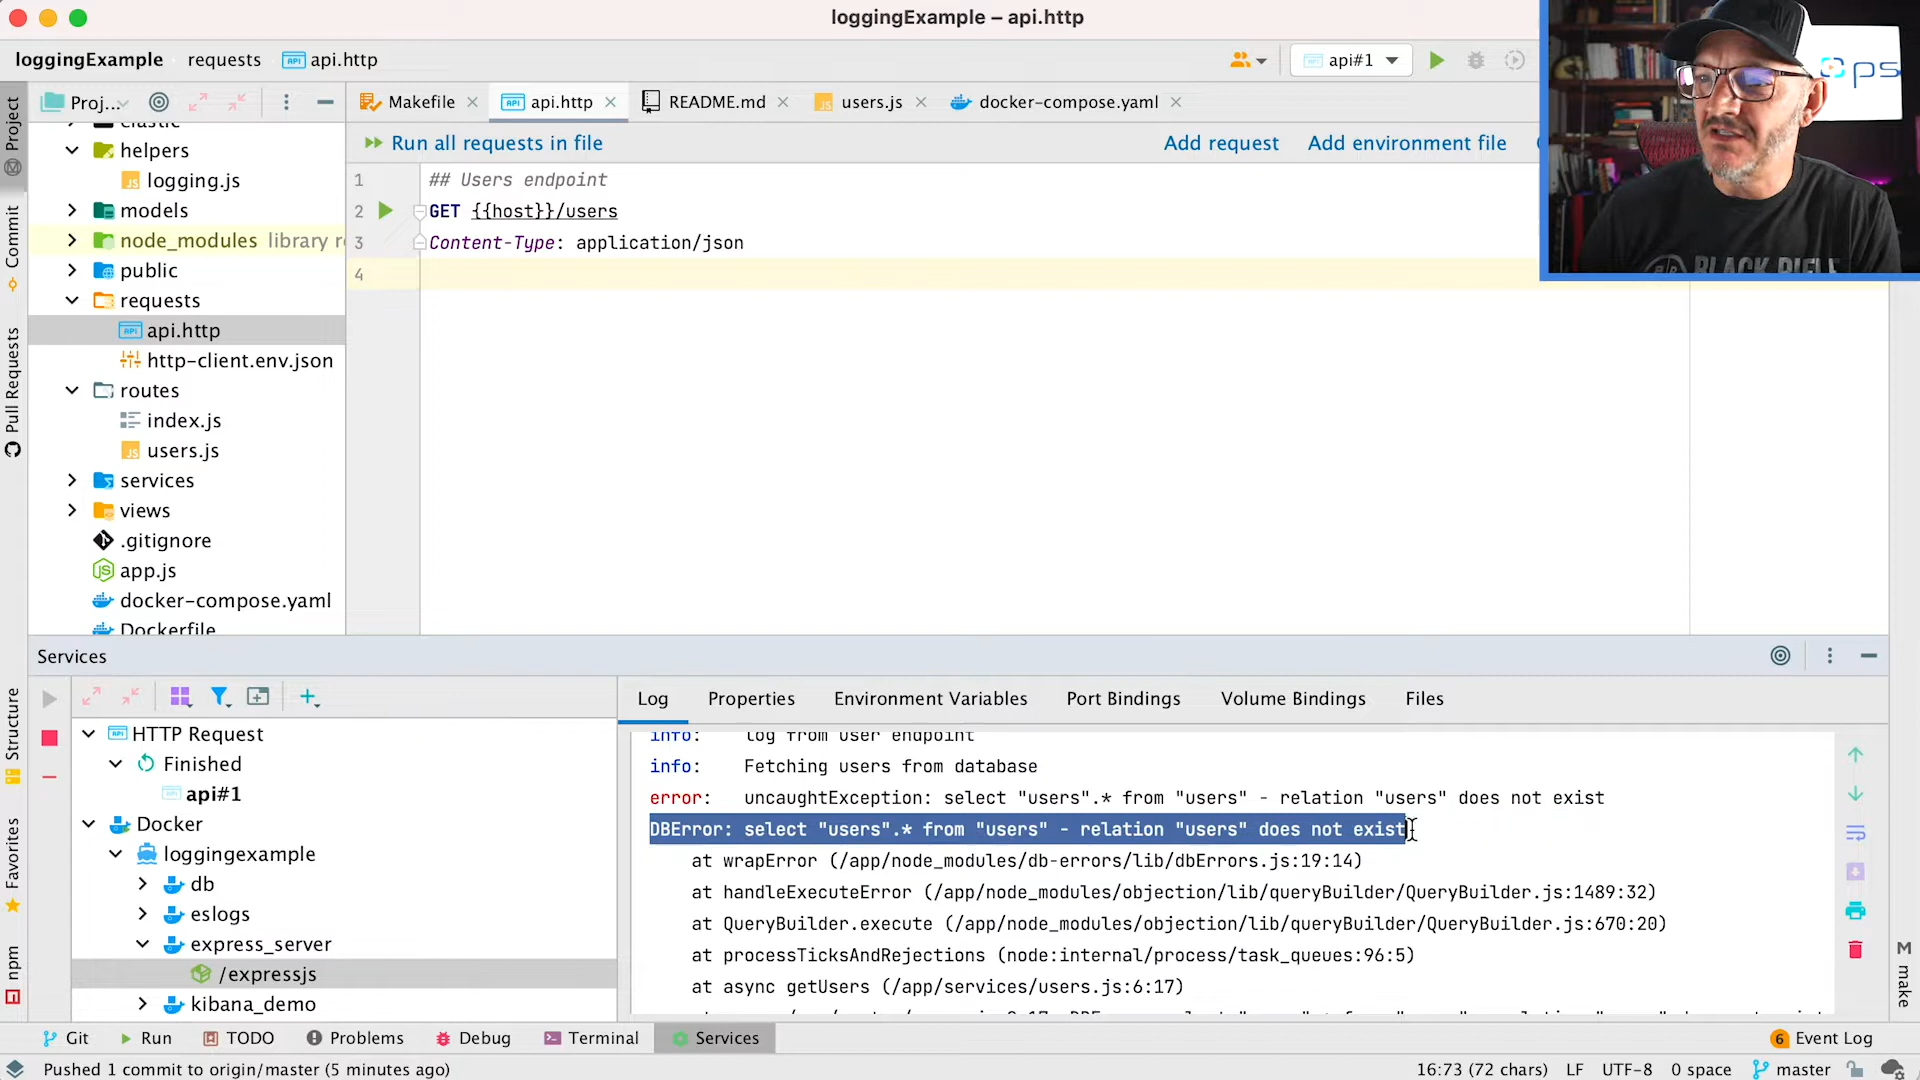 loggingExample – api.http
loggingExample requests api.http
api#1
ps
Proj...
Makefile
api.http
README.md
users.js
docker-compose.yaml
Run all requests in file
Add request
Add environment file
elastic
helpers
logging.js
models
node_modules library r
public
requests
api.http
http-client.env.json
routes
index.js
users.js
services
views
.gitignore
app.js
docker-compose.yaml
Dockerfile
1 ## Users endpoint
2 GET {{host}}/users
3 Content-Type: application/json
4
BLACK RIFLE
Project
Commit
Pull Requests
Structure
Favorites
npm
Services
HTTP Request
Finished
api#1
Docker
loggingexample
db
eslogs
express_server
/expressjs
kibana_demo
Log Properties Environment Variables Port Bindings Volume Bindings Files
info: log from user endpoint
info: Fetching users from database
error: uncaughtException: select "users".* from "users" - relation "users" does not exist
DBError: select "users".* from "users" - relation "users" does not exist
at wrapError (/app/node_modules/db-errors/lib/dbErrors.js:19:14)
at handleExecuteError (/app/node_modules/objection/lib/queryBuilder/QueryBuilder.js:1489:32)
at QueryBuilder.execute (/app/node_modules/objection/lib/queryBuilder/QueryBuilder.js:670:20)
at processTicksAndRejections (node:internal/process/task_queues:96:5)
at async getUsers (/app/services/users.js:6:17)
make
Git Run TODO Problems Debug Terminal Services
6 Event Log
Pushed 1 commit to origin/master (5 minutes ago)
16:73 (72 chars) LF UTF-8 0 space master